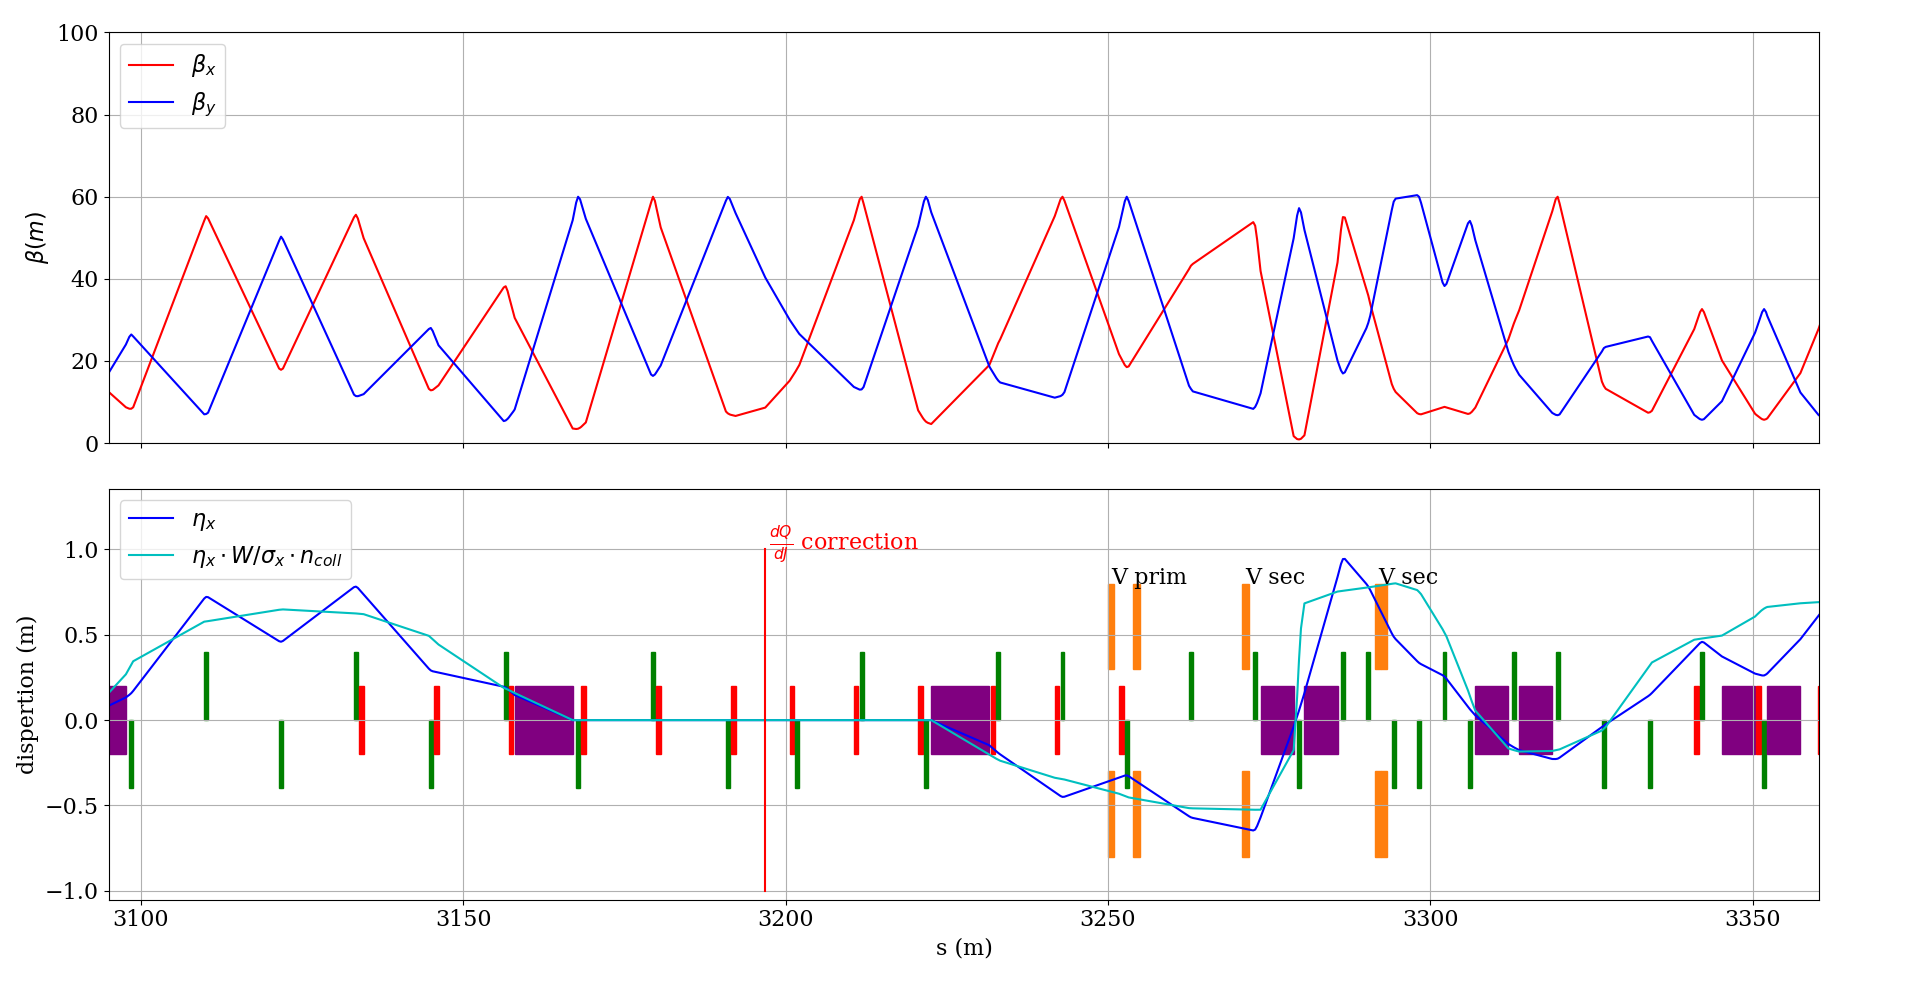 100
80
60
40
20
0
β(m)
βx
βy
1.0
0.5
0.0
−0.5
−1.0
dispertion (m)
ηx
ηx · W/σx · ncoll
dQ/dJ correction
V prim
V sec
V sec
3100
3150
3200
3250
3300
3350
s (m)